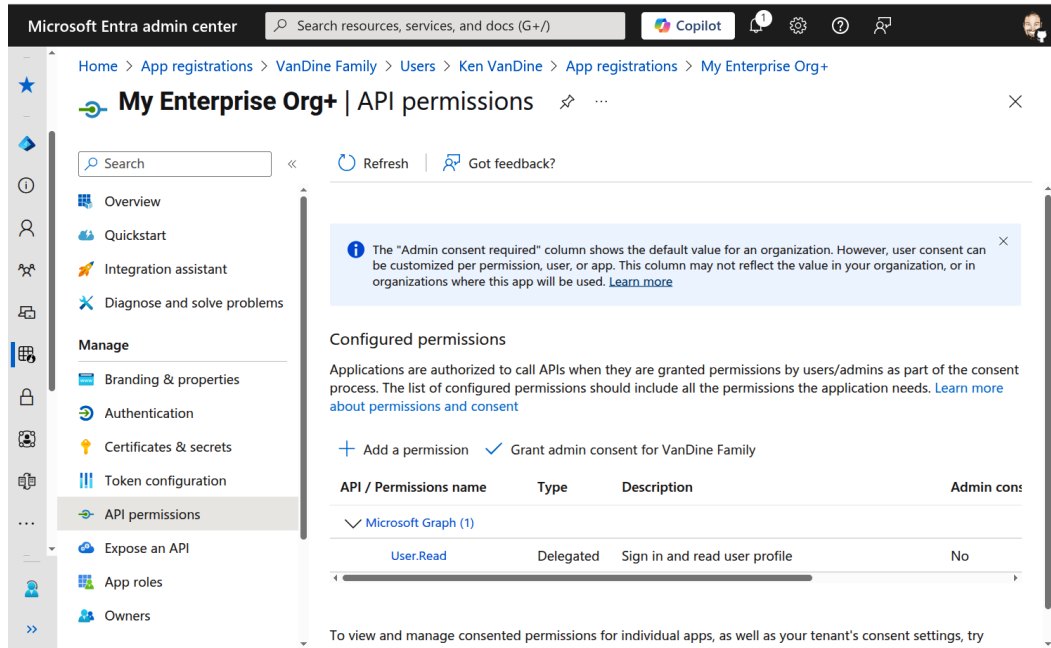 Microsoft Entra admin center
Search resources, services, and docs (G+/)
Copilot
1
Home > App registrations > VanDine Family > Users > Ken VanDine > App registrations > My Enterprise Org+
My Enterprise Org+ | API permissions
Search
Refresh
Got feedback?
Overview
Quickstart
Integration assistant
Diagnose and solve problems
Manage
Branding & properties
Authentication
Certificates & secrets
Token configuration
API permissions
Expose an API
App roles
Owners
The "Admin consent required" column shows the default value for an organization. However, user consent can
be customized per permission, user, or app. This column may not reflect the value in your organization, or in
organizations where this app will be used. Learn more
Configured permissions
Applications are authorized to call APIs when they are granted permissions by users/admins as part of the consent
process. The list of configured permissions should include all the permissions the application needs. Learn more
about permissions and consent
Add a permission
Grant admin consent for VanDine Family
API / Permissions name Type Description Admin cons
Microsoft Graph (1)
User.Read Delegated Sign in and read user profile No
To view and manage consented permissions for individual apps, as well as your tenant's consent settings, try